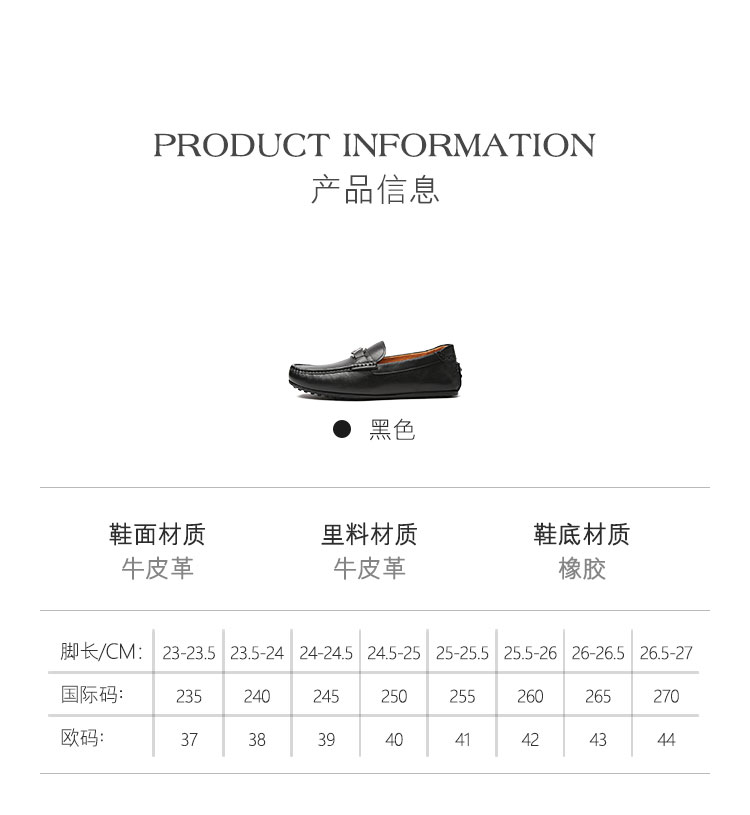 PRODUCT INFORMATION
产品信息
黑色
鞋面材质 里料材质 鞋底材质
牛皮革 牛皮革 橡胶
脚长/CM: 23-23.5 23.5-24 24-24.5 24.5-25 25-25.5 25.5-26 26-26.5 26.5-27
国际码: 235 240 245 250 255 260 265 270
欧码: 37 38 39 40 41 42 43 44